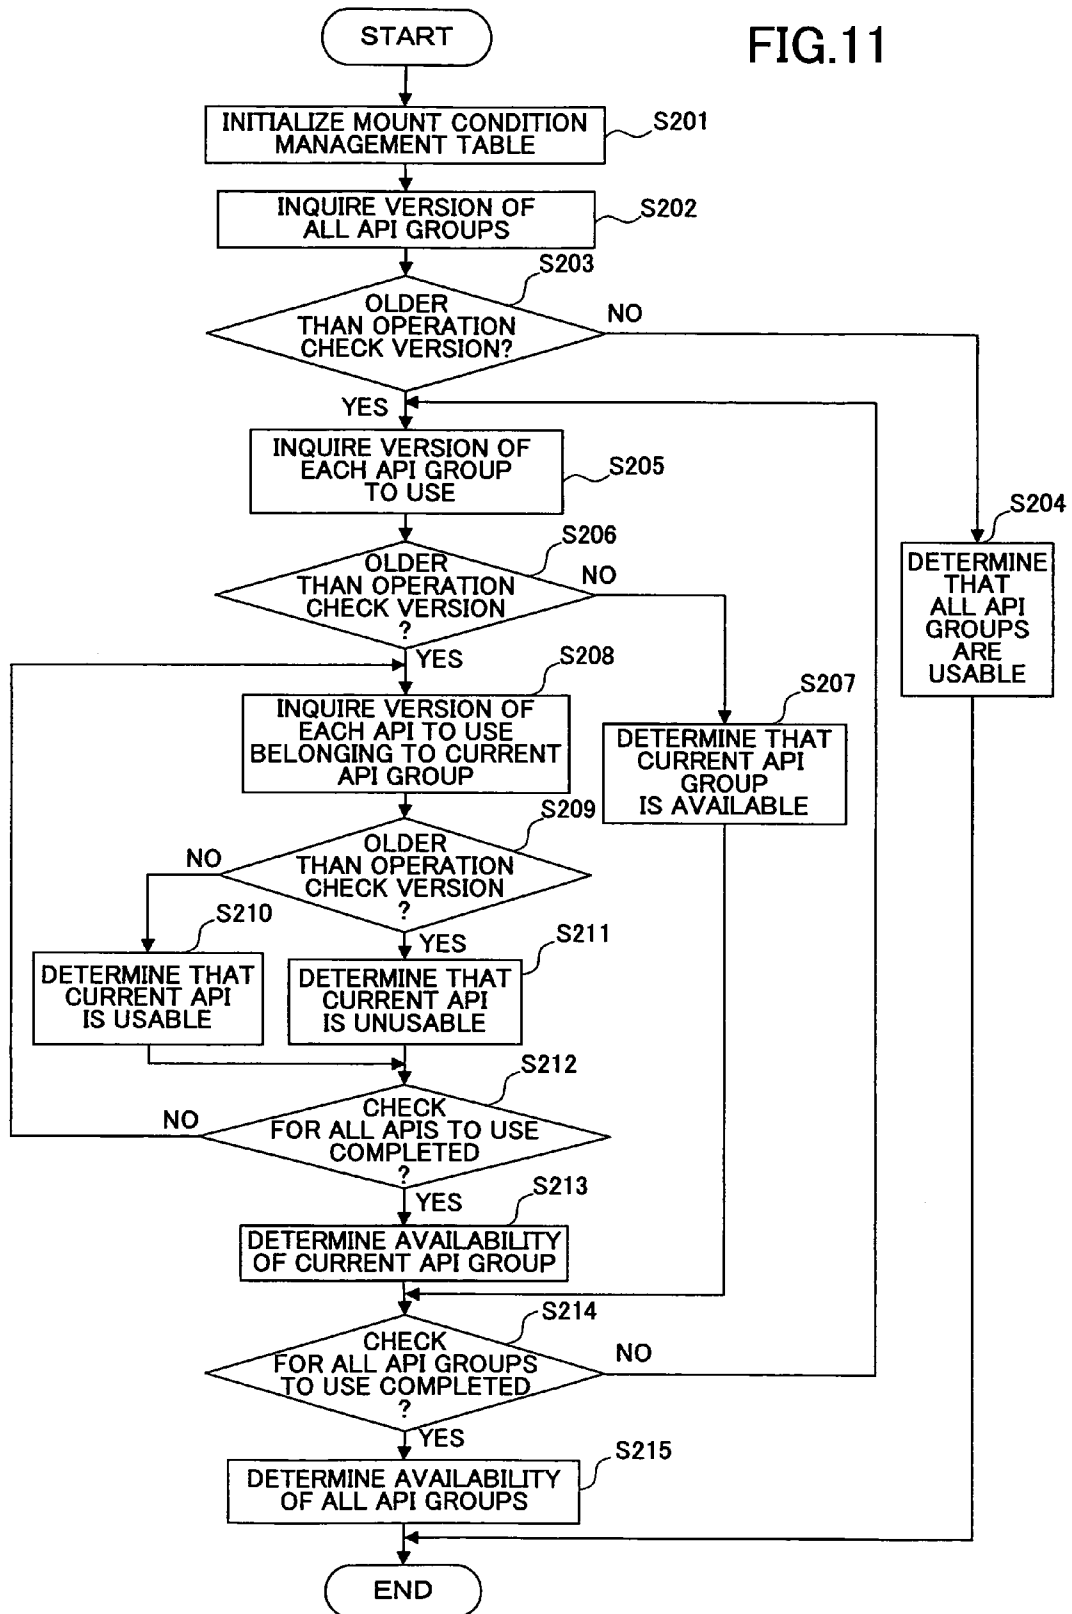 START
FIG.11
INITIALIZE MOUNT CONDITION
MANAGEMENT TABLE
S201
INQUIRE VERSION OF
ALL API GROUPS
S202
S203
OLDER
THAN OPERATION
CHECK VERSION?
NO
YES
INQUIRE VERSION OF
EACH API GROUP
TO USE
S205
S204
DETERMINE
THAT
ALL API
GROUPS
ARE
USABLE
S206
OLDER
THAN OPERATION
CHECK VERSION
?
NO
YES
S208
INQUIRE VERSION OF
EACH API TO USE
BELONGING TO CURRENT
API GROUP
S207
DETERMINE THAT
CURRENT API
GROUP
IS AVAILABLE
S209
OLDER
THAN OPERATION
CHECK VERSION
?
NO
YES
S210
DETERMINE THAT
CURRENT API
IS USABLE
S211
DETERMINE THAT
CURRENT API
IS UNUSABLE
S212
CHECK
FOR ALL APIS TO USE
COMPLETED
?
NO
YES
S213
DETERMINE AVAILABILITY
OF CURRENT API GROUP
S214
CHECK
FOR ALL API GROUPS
TO USE COMPLETED
?
NO
YES
S215
DETERMINE AVAILABILITY
OF ALL API GROUPS
END